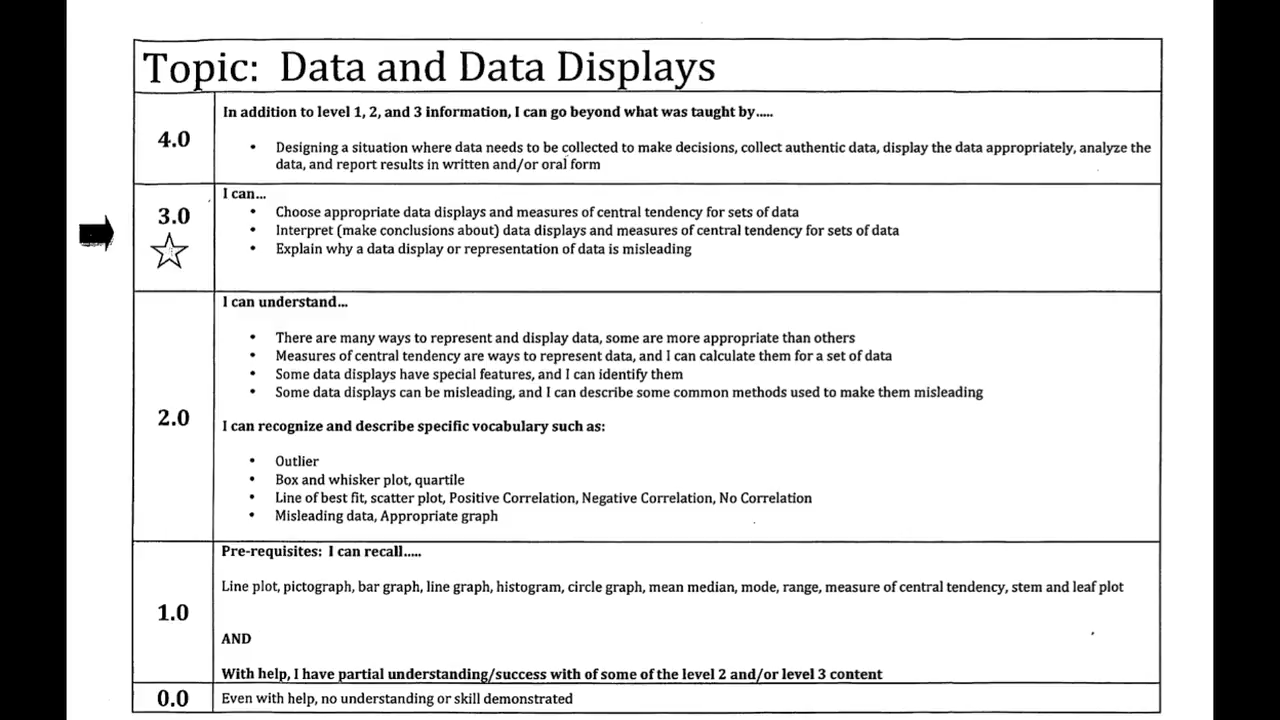 Topic: Data and Data Displays
4.0
In addition to level 1, 2, and 3 information, I can go beyond what was taught by.....
• Designing a situation where data needs to be collected to make decisions, collect authentic data, display the data appropriately, analyze the
data, and report results in written and/or oral form
3.0
I can...
• Choose appropriate data displays and measures of central tendency for sets of data
• Interpret (make conclusions about) data displays and measures of central tendency for sets of data
• Explain why a data display or representation of data is misleading
2.0
I can understand...
• There are many ways to represent and display data, some are more appropriate than others
• Measures of central tendency are ways to represent data, and I can calculate them for a set of data
• Some data displays have special features, and I can identify them
• Some data displays can be misleading, and I can describe some common methods used to make them misleading
I can recognize and describe specific vocabulary such as:
• Outlier
• Box and whisker plot, quartile
• Line of best fit, scatter plot, Positive Correlation, Negative Correlation, No Correlation
• Misleading data, Appropriate graph
1.0
Pre-requisites: I can recall.....
Line plot, pictograph, bar graph, line graph, histogram, circle graph, mean median, mode, range, measure of central tendency, stem and leaf plot
AND
With help, I have partial understanding/success with of some of the level 2 and/or level 3 content
0.0
Even with help, no understanding or skill demonstrated